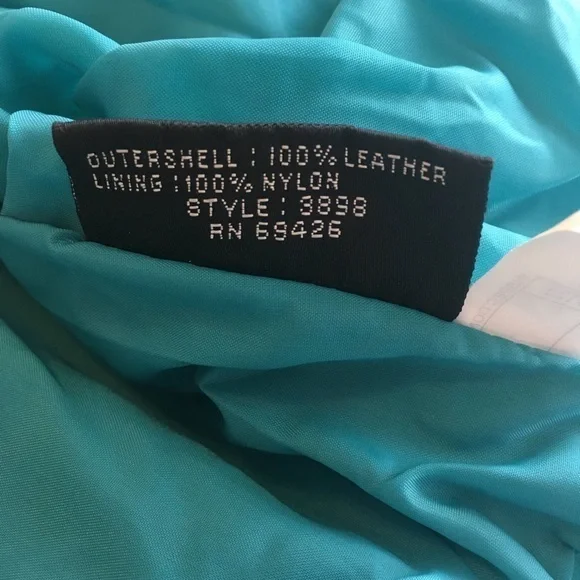 OUTERSHELL : 100% LEATHER
LINING : 100% NYLON
STYLE : 3898
RN 69426